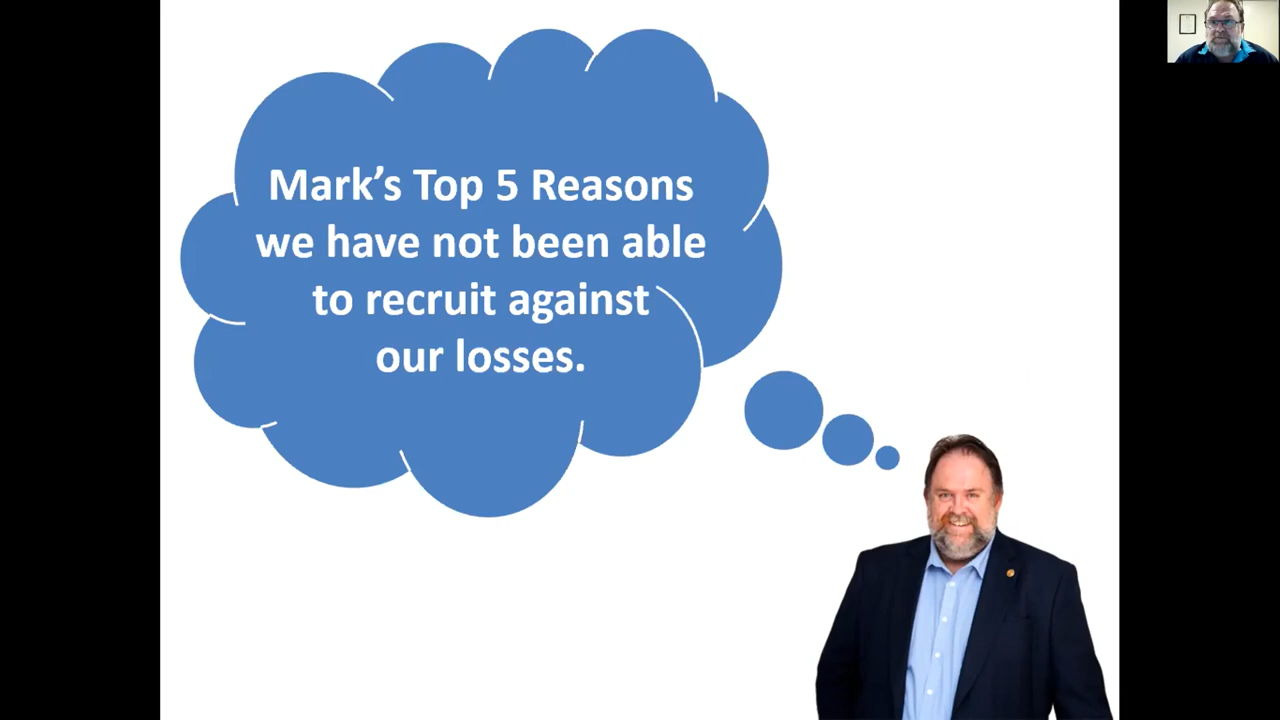 Mark’s Top 5 Reasons
we have not been able
to recruit against
our losses.